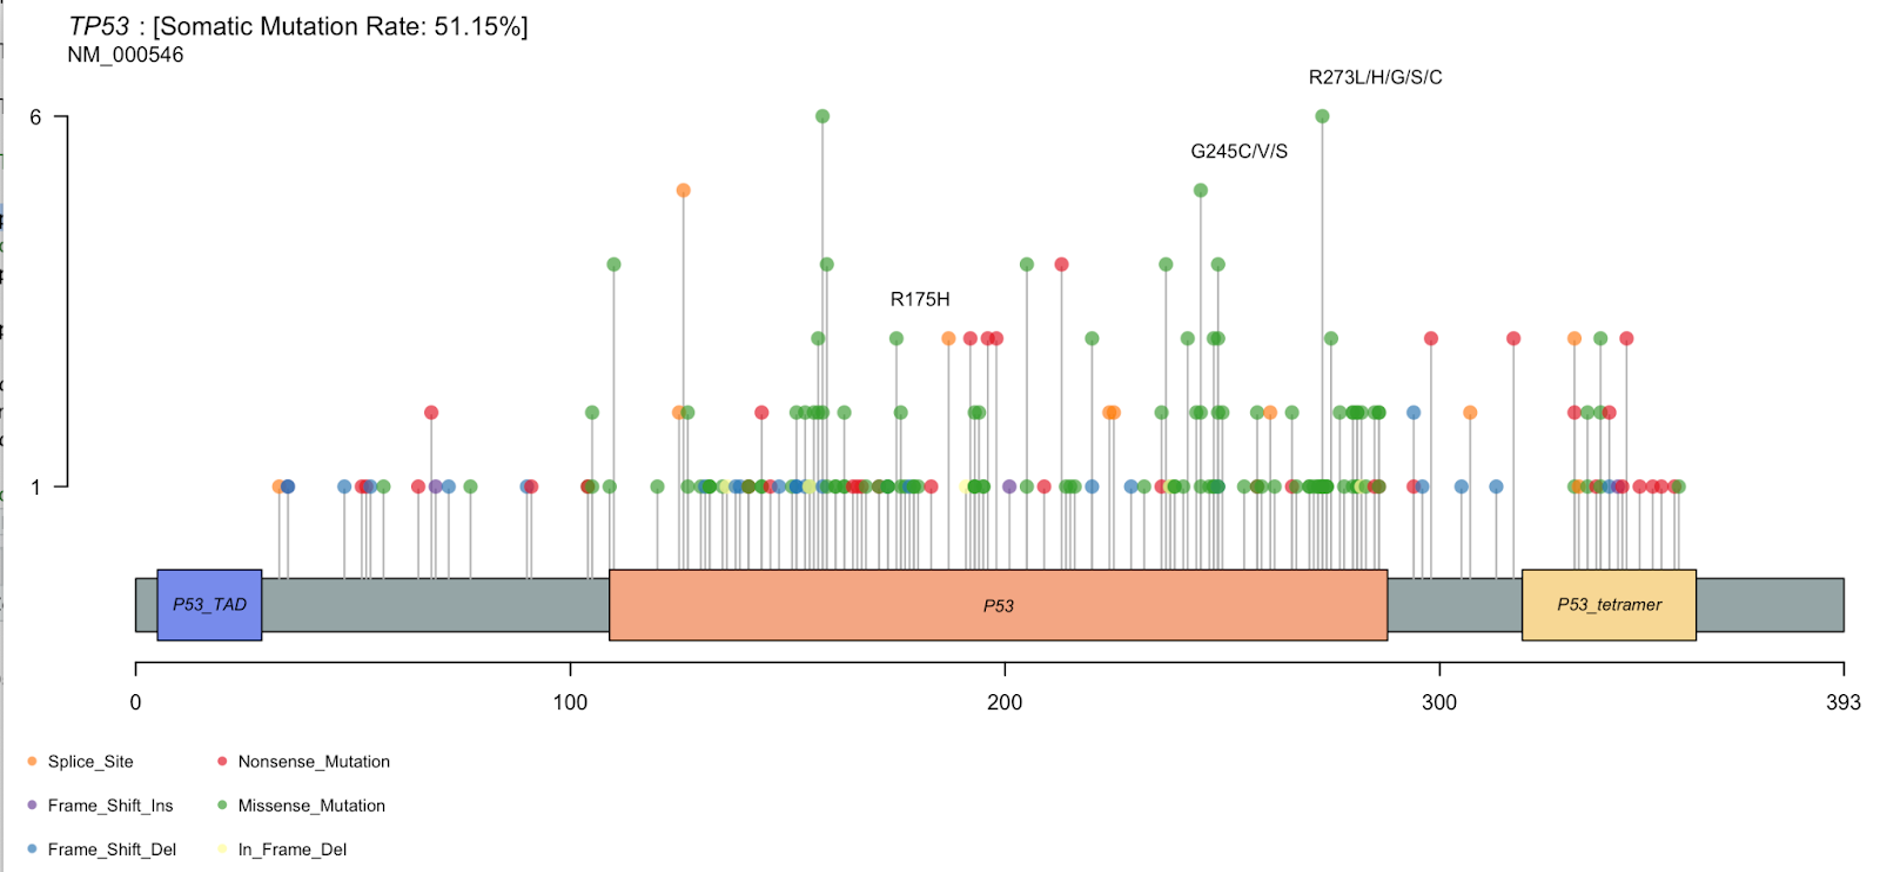 TP53 : [Somatic Mutation Rate: 51.15%]
NM_000546
R273L/H/G/S/C
6
G245C/V/S
R175H
1
P53_TAD
P53
P53_tetramer
0
100
200
300
393
Splice_Site
Nonsense_Mutation
Frame_Shift_Ins
Missense_Mutation
Frame_Shift_Del
In_Frame_Del